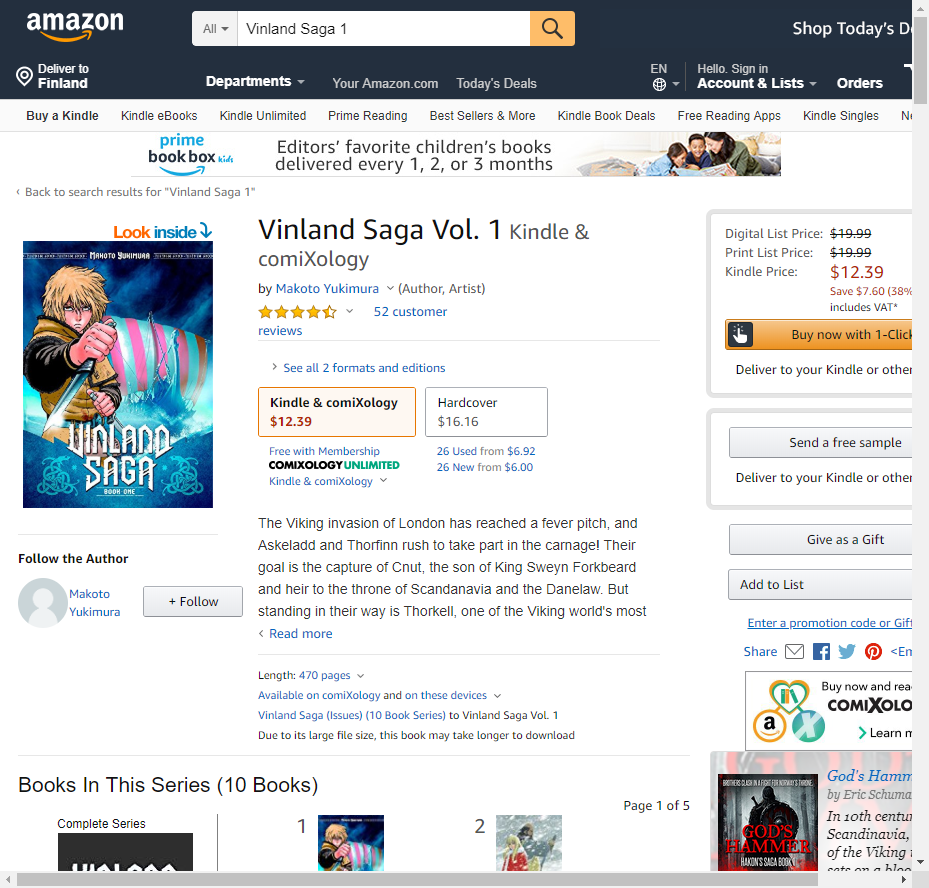 amazon
All
Vinland Saga 1
Shop Today's
Deliver to
Finland
Departments
Your Amazon.com
Today's Deals
EN
Hello. Sign in
Account & Lists
Orders
Buy a Kindle
Kindle eBooks
Kindle Unlimited
Prime Reading
Best Sellers & More
Kindle Book Deals
Free Reading Apps
Kindle Singles
prime
book box kids
Editors' favorite children's books
delivered every 1, 2, or 3 months
‹ Back to search results for "Vinland Saga 1"
Look inside
MAKOTO YUKIMURA
VINLAND
SAGA
BOOK ONE
Follow the Author
Makoto
Yukimura
+ Follow
Vinland Saga Vol. 1 Kindle &
comiXology
by Makoto Yukimura (Author, Artist)
52 customer
reviews
See all 2 formats and editions
Kindle & comiXology
$12.39
Hardcover
$16.16
Free with Membership
COMIXOLOGY UNLIMITED
Kindle & comiXology
26 Used from $6.92
26 New from $6.00
The Viking invasion of London has reached a fever pitch, and
Askeladd and Thorfinn rush to take part in the carnage! Their
goal is the capture of Cnut, the son of King Sweyn Forkbeard
and heir to the throne of Scandanavia and the Danelaw. But
standing in their way is Thorkell, one of the Viking world's most
Read more
Length: 470 pages
Available on comiXology and on these devices
Vinland Saga (Issues) (10 Book Series) to Vinland Saga Vol. 1
Due to its large file size, this book may take longer to download
Digital List Price: $19.99
Print List Price: $19.99
Kindle Price: $12.39
Save $7.60 (38%
includes VAT*
Buy now with 1-Click
Deliver to your Kindle or other
Send a free sample
Deliver to your Kindle or other
Give as a Gift
Add to List
Enter a promotion code or Gift
Share <Em
Buy now and rea
COMIXOLO
a
Learn m
BROTHERS CLASH IN A FIGHT FOR NORWAY'S THRONE
GOD'S
HAMMER
HAKON'S SAGA BOOK I
God's Hamm
by Eric Schuma
In 10th centur
Scandinavia,
of the Viking
sets on a bloo
Books In This Series (10 Books)
Page 1 of 5
Complete Series
1
2